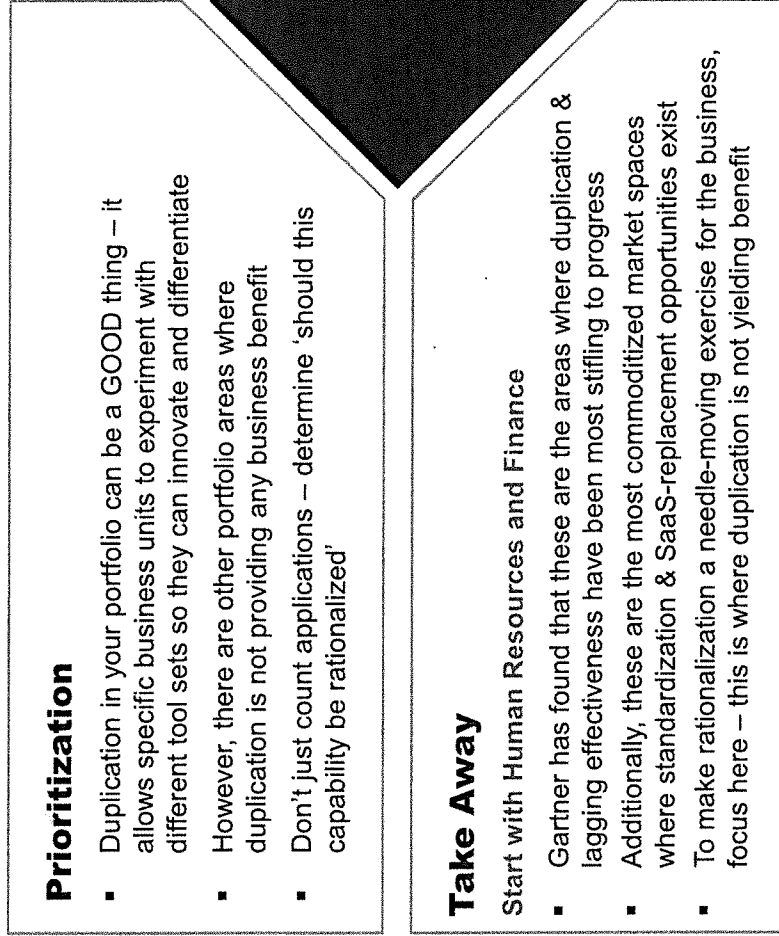 Prioritization
▪ Duplication in your portfolio can be a GOOD thing – it
allows specific business units to experiment with
different tool sets so they can innovate and differentiate
▪ However, there are other portfolio areas where
duplication is not providing any business benefit
▪ Don't just count applications – determine 'should this
capability be rationalized'
Take Away
Start with Human Resources and Finance
▪ Gartner has found that these are the areas where duplication &
lagging effectiveness have been most stifling to progress
▪ Additionally, these are the most commoditized market spaces
where standardization & SaaS-replacement opportunities exist
▪ To make rationalization a needle-moving exercise for the business,
focus here – this is where duplication is not yielding benefit